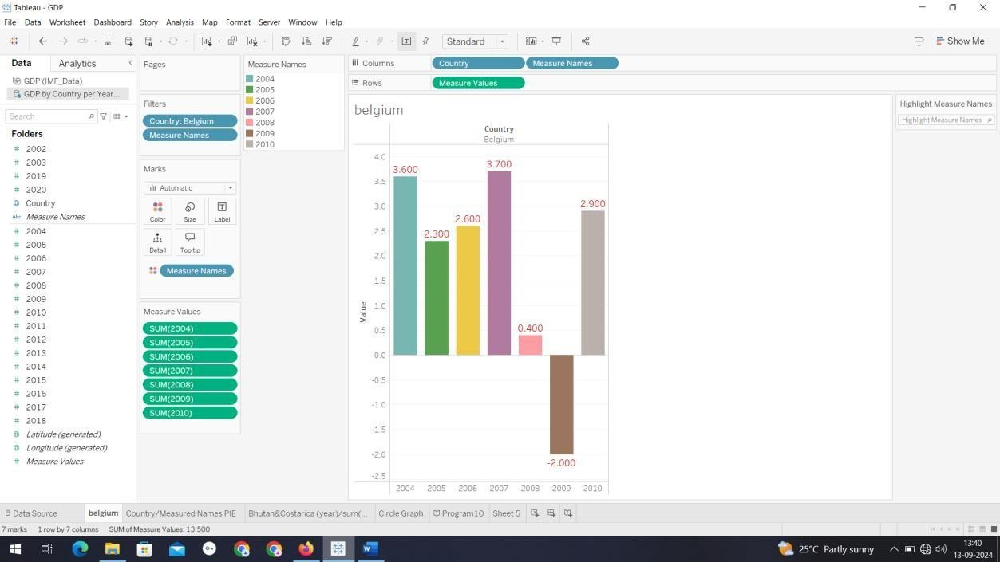 Tableau - GDP
File Data Worksheet Dashboard Story Analysis Map Format Server Window Help
Standard
Show Me
Data Analytics
GDP (IMF_Data)
GDP by Country per Year...
Search
Folders
2002
2003
2019
2020
Country
Abc Measure Names
2004
2005
2006
2007
2008
2009
2010
2011
2012
2013
2014
2015
2016
2017
2018
Latitude (generated)
Longitude (generated)
Measure Values
Pages
Filters
Country: Belgium
Measure Names
Marks
Automatic
Color Size Label
Detail Tooltip
Measure Names
Measure Values
SUM(2004)
SUM(2005)
SUM(2006)
SUM(2007)
SUM(2008)
SUM(2009)
SUM(2010)
Measure Names
2004
2005
2006
2007
2008
2009
2010
Columns Country Measure Names
Rows Measure Values
belgium
Country
Belgium
4.0
3.5
3.0
2.5
2.0
1.5
1.0
0.5
0.0
-0.5
-1.0
-1.5
-2.0
-2.5
Value
3.600
2.300
2.600
3.700
0.400
-2.000
2.900
2004 2005 2006 2007 2008 2009 2010
Highlight Measure Names
Highlight Measure Names
Data Source belgium Country/Measured Names PIE Bhutan&Costarica (year)/sum(... Circle Graph Program10 Sheet 5
7 marks 1 row by 7 columns SUM of Measure Values: 13.500
25°C Partly sunny
13:40
13-09-2024